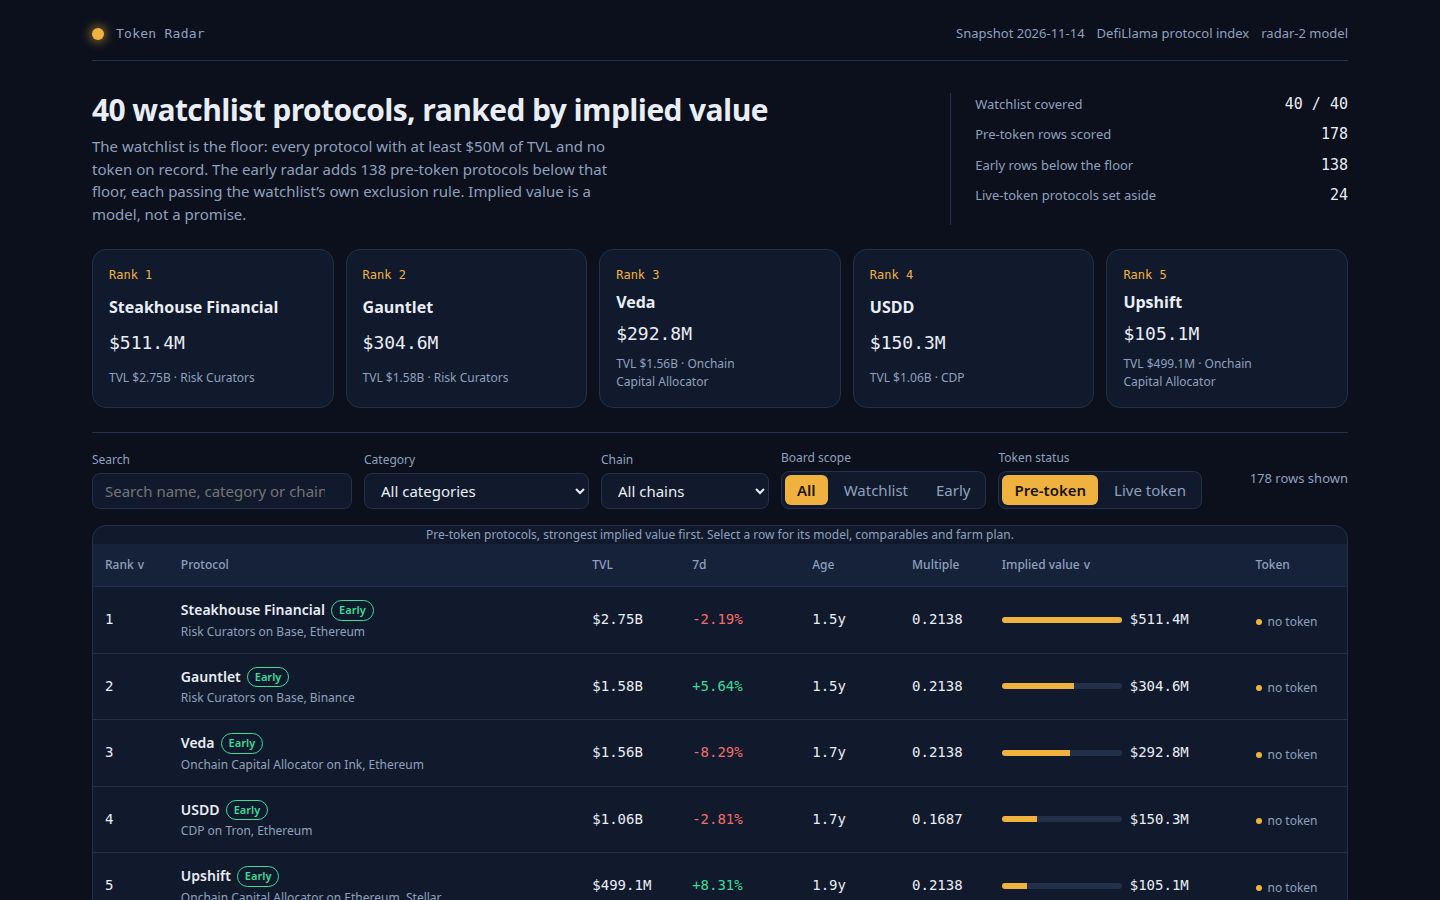 Token Radar
Snapshot 2026-11-14 DefiLlama protocol index radar-2 model
40 watchlist protocols, ranked by implied value
The watchlist is the floor: every protocol with at least $50M of TVL and no
token on record. The early radar adds 138 pre-token protocols below that
floor, each passing the watchlist's own exclusion rule. Implied value is a
model, not a promise.
Watchlist covered 40 / 40
Pre-token rows scored 178
Early rows below the floor 138
Live-token protocols set aside 24
Rank 1
Steakhouse Financial
$511.4M
TVL $2.75B · Risk Curators
Rank 2
Gauntlet
$304.6M
TVL $1.58B · Risk Curators
Rank 3
Veda
$292.8M
TVL $1.56B · Onchain
Capital Allocator
Rank 4
USDD
$150.3M
TVL $1.06B · CDP
Rank 5
Upshift
$105.1M
TVL $499.1M · Onchain
Capital Allocator
Search
Search name, category or chain
Category
All categories
Chain
All chains
Board scope
All Watchlist Early
Token status
Pre-token Live token
178 rows shown
Pre-token protocols, strongest implied value first. Select a row for its model, comparables and farm plan.
Rank v Protocol TVL 7d Age Multiple Implied value v Token
1 Steakhouse Financial Early $2.75B -2.19% 1.5y 0.2138 $511.4M no token
Risk Curators on Base, Ethereum
2 Gauntlet Early $1.58B +5.64% 1.5y 0.2138 $304.6M no token
Risk Curators on Base, Binance
3 Veda Early $1.56B -8.29% 1.7y 0.2138 $292.8M no token
Onchain Capital Allocator on Ink, Ethereum
4 USDD Early $1.06B -2.81% 1.7y 0.1687 $150.3M no token
CDP on Tron, Ethereum
5 Upshift Early $499.1M +8.31% 1.9y 0.2138 $105.1M no token
Onchain Capital Allocator on Ethereum, Stellar